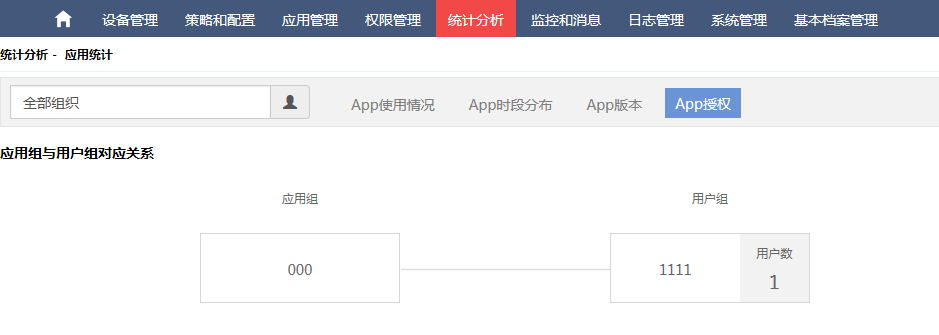 设备管理 策略和配置 应用管理 权限管理 统计分析 监控和消息 日志管理 系统管理 基本档案管理
统计分析 - 应用统计
全部组织 App使用情况 App时段分布 App版本 App授权
应用组与用户组对应关系
应用组 用户组
000 1111 用户数
1